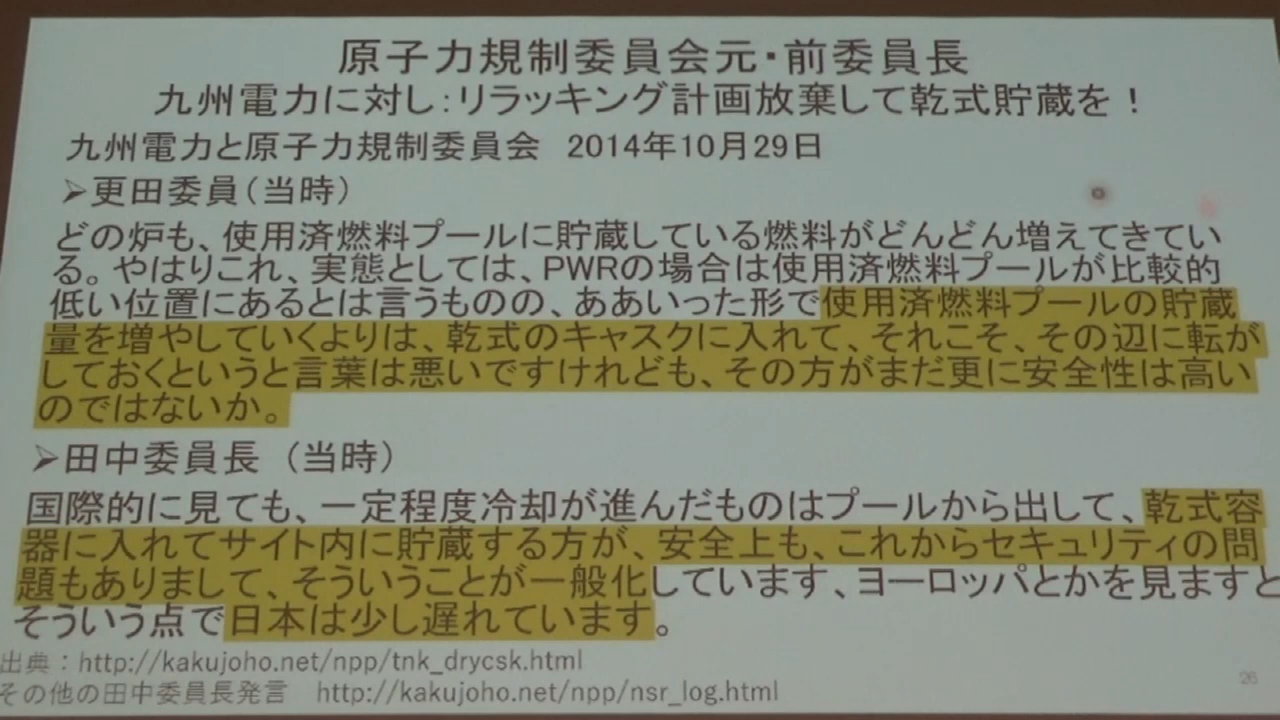 原子力規制委員会元・前委員長
九州電力に対し：リラッキング計画放棄して乾式貯蔵を！
九州電力と原子力規制委員会 2014年10月29日
➢更田委員（当時）
どの炉も、使用済燃料プールに貯蔵している燃料がどんどん増えてきてい
る。やはりこれ、実態としては、PWRの場合は使用済燃料プールが比較的
低い位置にあるとは言うものの、ああいった形で使用済燃料プールの貯蔵
量を増やしていくよりは、乾式のキャスクに入れて、それこそ、その辺に転が
しておくというと言葉は悪いですけれども、その方がまだ更に安全性は高い
のではないか。
➢田中委員長（当時）
国際的に見ても、一定程度冷却が進んだものはプールから出して、乾式容
器に入れてサイト内に貯蔵する方が、安全上も、これからセキュリティの問
題もありまして、そういうことが一般化しています、ヨーロッパとかを見ますと
そういう点で日本は少し遅れています。
出典：http://kakujoho.net/npp/tnk_drycsk.html
その他の田中委員長発言 http://kakujoho.net/npp/nsr_log.html
26